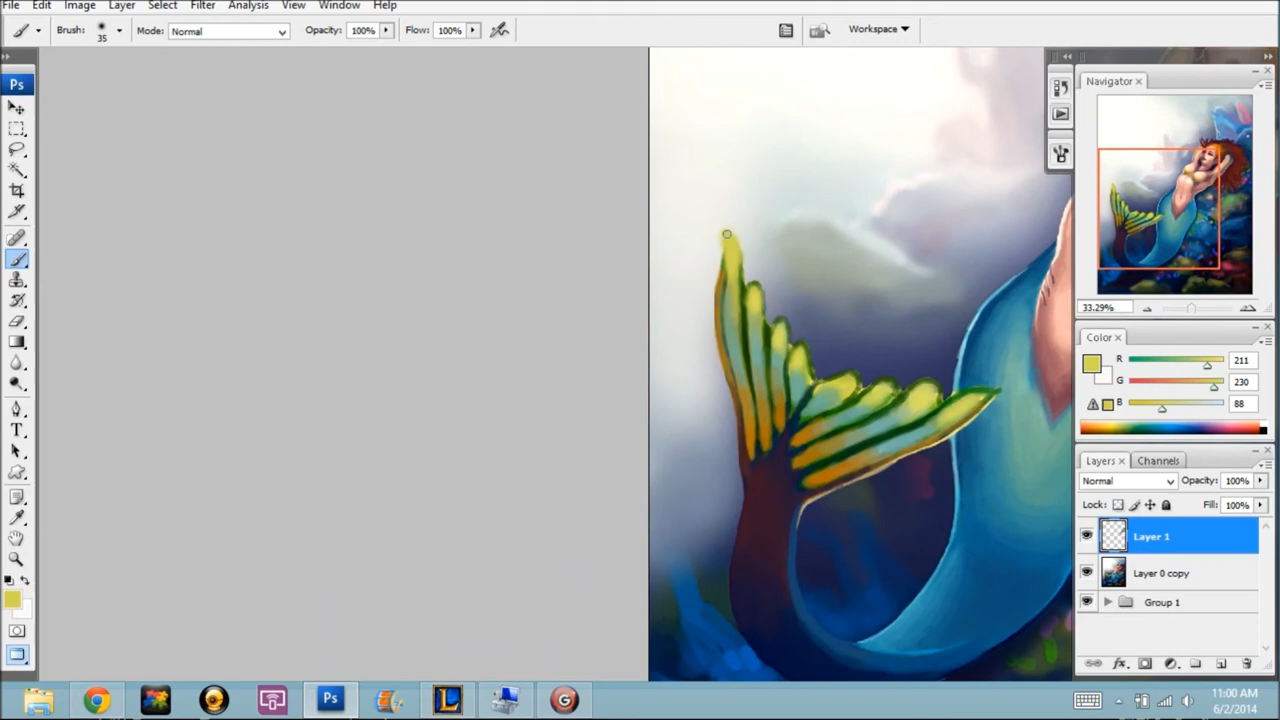 File Edit Image Layer Select Filter Analysis View Window Help
Brush: 35 Mode: Normal Opacity: 100% Flow: 100% Workspace
Ps
Navigator
33.29%
Color
R 211
G 230
B 88
Layers Channels
Normal Opacity: 100%
Lock: Fill: 100%
Layer 1
Layer 0 copy
Group 1
fx
T
Ps L G
11:00 AM
6/2/2014